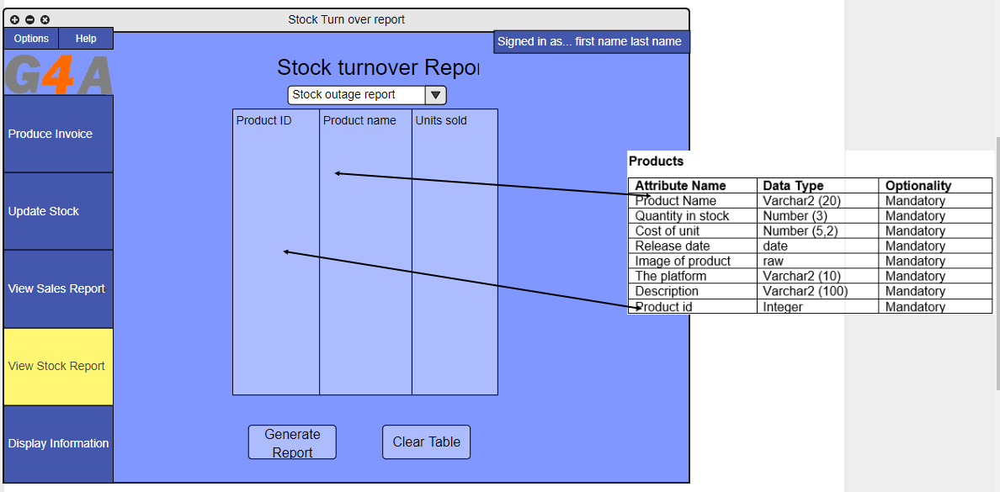 Stock Turn over report
Options Help
Signed in as... first name last name
G4A
Stock turnover Repor
Stock outage report
Product ID Product name Units sold
Produce Invoice
Update Stock
View Sales Report
View Stock Report
Display Information
Generate
Report
Clear Table
Products
Attribute Name Data Type Optionality
Product Name Varchar2 (20) Mandatory
Quantity in stock Number (3) Mandatory
Cost of unit Number (5,2) Mandatory
Release date date Mandatory
Image of product raw Mandatory
The platform Varchar2 (10) Mandatory
Description Varchar2 (100) Mandatory
Product id Integer Mandatory